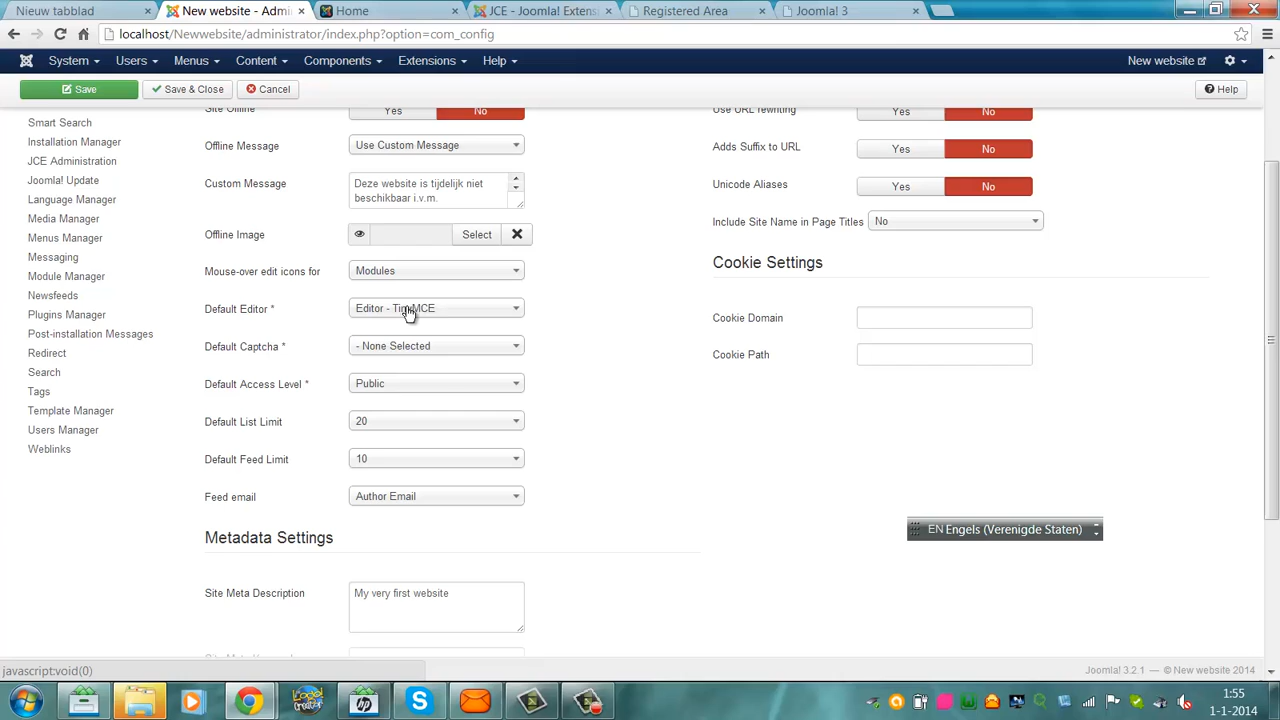 Nieuw tabblad
New website - Admi
Home
JCE - Joomla! Extens
Registered Area
Joomla! 3
localhost/Newwebsite/administrator/index.php?option=com_config
System
Users
Menus
Content
Components
Extensions
Help
New website
Save
Save & Close
Cancel
Help
Smart Search
Installation Manager
JCE Administration
Joomla! Update
Language Manager
Media Manager
Menus Manager
Messaging
Module Manager
Newsfeeds
Plugins Manager
Post-installation Messages
Redirect
Search
Tags
Template Manager
Users Manager
Weblinks
Site Offline Yes No
Offline Message Use Custom Message
Custom Message Deze website is tijdelijk niet
beschikbaar i.v.m.
Offline Image Select
Mouse-over edit icons for Modules
Default Editor * Editor - TinyMCE
Default Captcha * - None Selected
Default Access Level * Public
Default List Limit 20
Default Feed Limit 10
Feed email Author Email
Metadata Settings
Site Meta Description My very first website
Use URL rewriting Yes No
Adds Suffix to URL Yes No
Unicode Aliases Yes No
Include Site Name in Page Titles No
Cookie Settings
Cookie Domain
Cookie Path
EN Engels (Verenigde Staten)
javascript:void(0)
Joomla! 3.2.1 — © New website 2014
1:55
1-1-2014